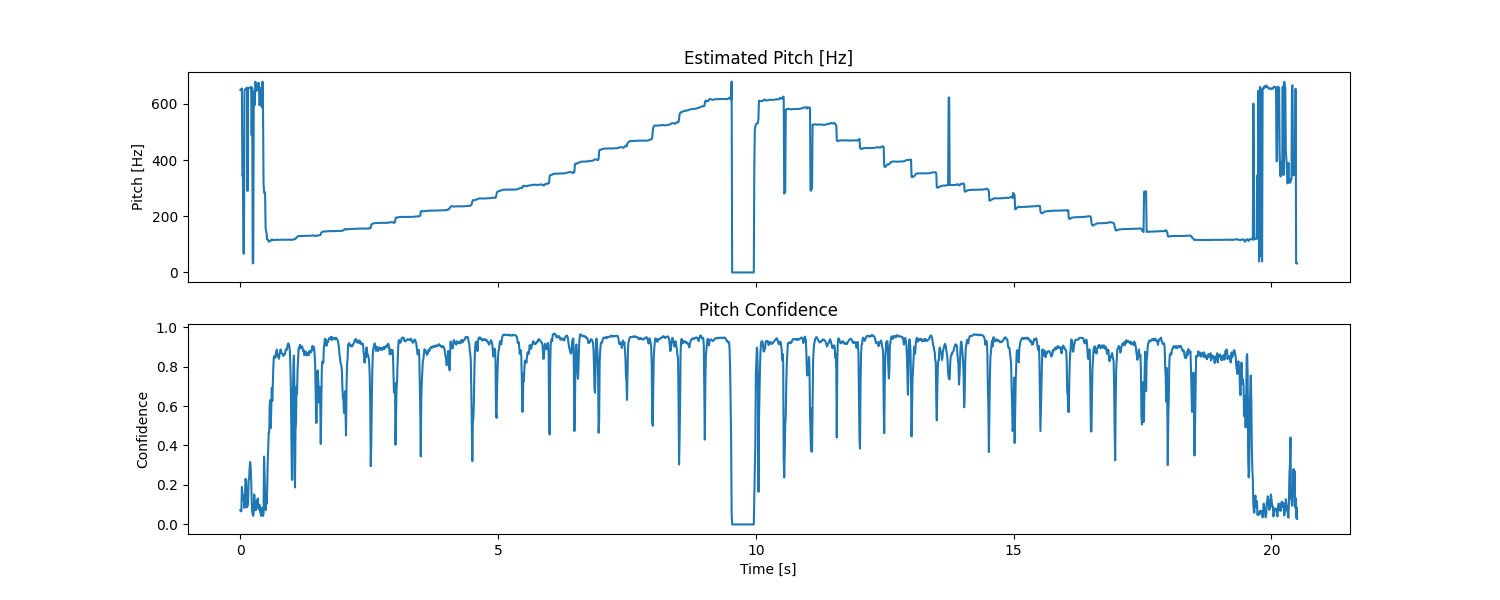 Estimated Pitch [Hz]
600
400
200
0
Pitch [Hz]
Pitch Confidence
1.0
0.8
0.6
0.4
0.2
0.0
Confidence
0 5 10 15 20
Time [s]